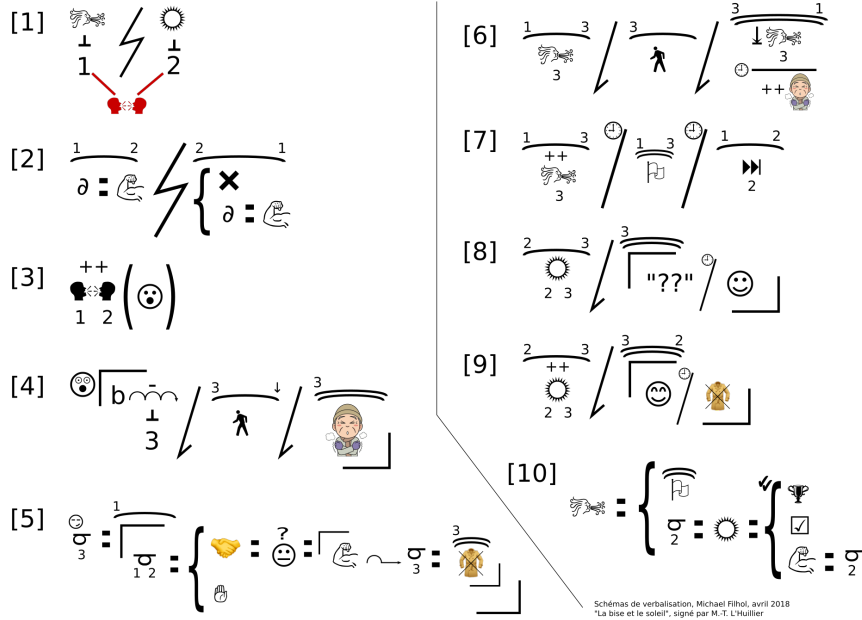 [1]
1 2
[2]
1 2 2 1
∂ ∂
[3]
++
1 2
[4]
b 3 ↓ 3
3
[5]
1
3
?
q
3
q
1 2
q
3
[6]
1 3 3 3 1
3 3
++
[7]
1 3 1 3 1 2
++
3 2
[8]
2 3 3
"??"
2 3
[9]
2 3 3 2
++
2 3
[10]
q
2
q
2
Schémas de verbalisation, Michael Filhol, avril 2018
"La bise et le soleil", signé par M.-T. L'Huillier